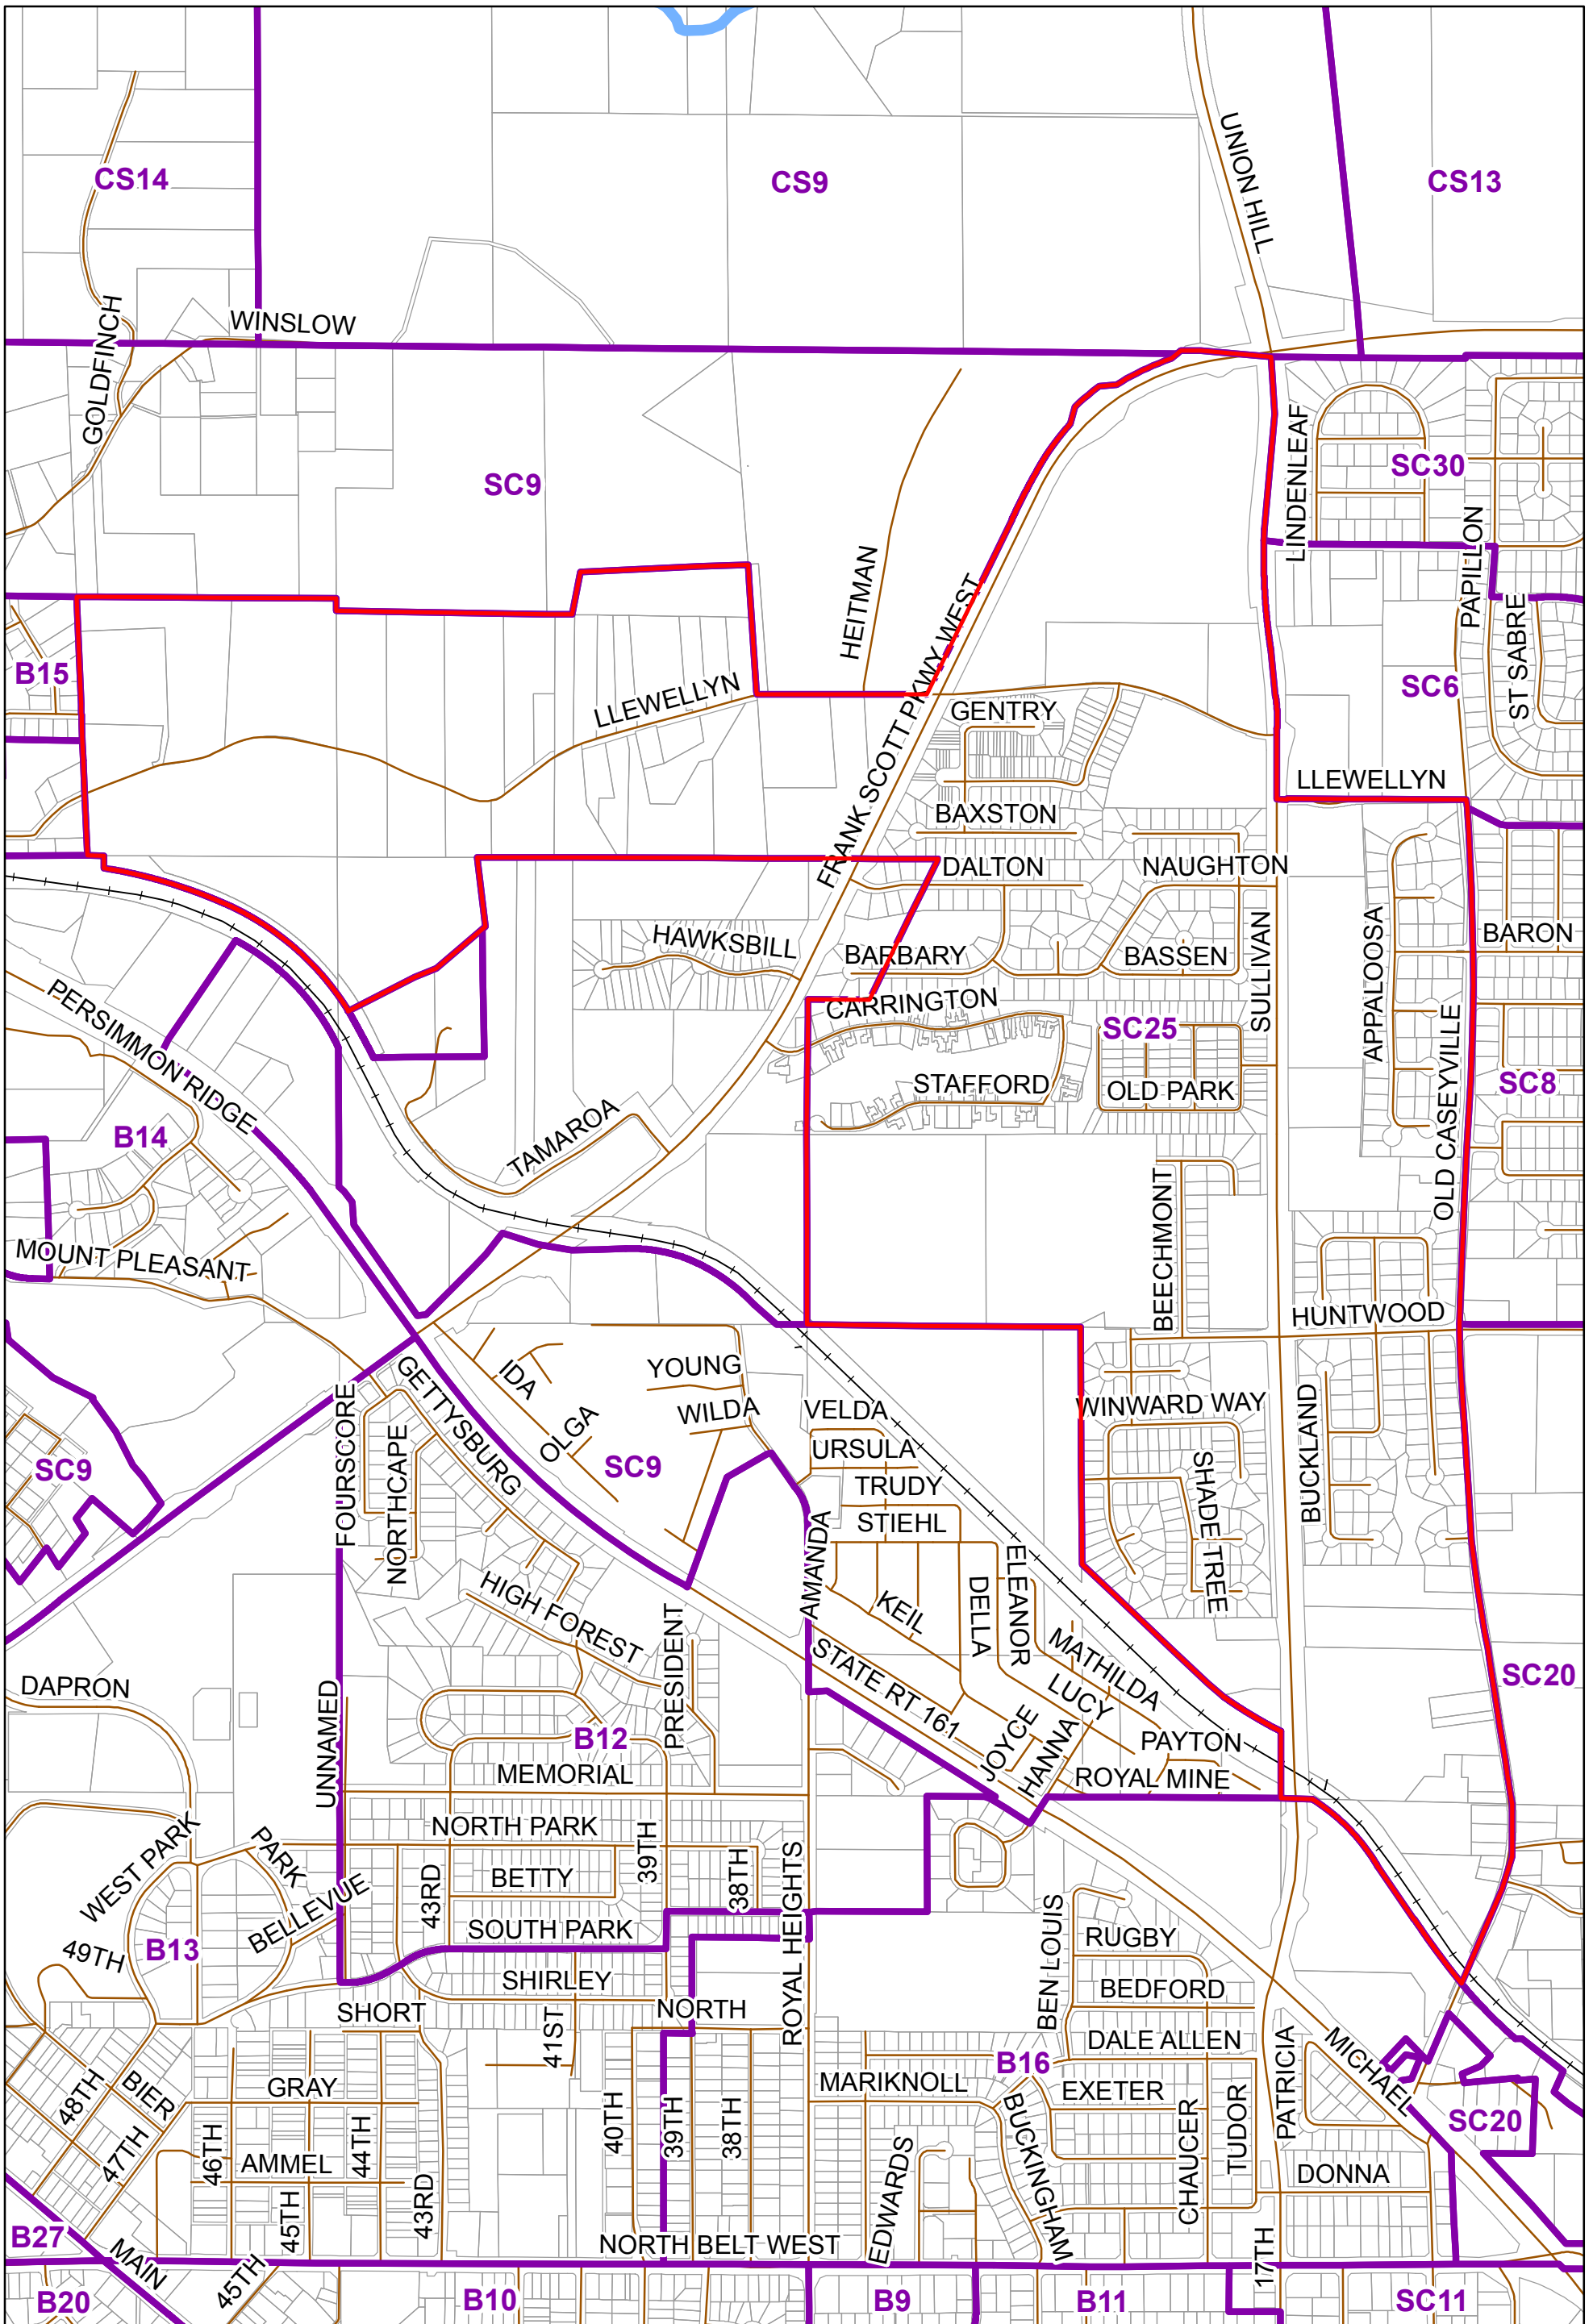 CS14
CS9
UNION HILL
CS13
GOLDFINCH
WINSLOW
LINDENLEAF
SC30
SC9
PAPILLON
HEITMAN
FRANK SCOTT PKWY WEST
ST SABRE
B15
SC6
LLEWELLYN
GENTRY
LLEWELLYN
BAXSTON
DALTON
NAUGHTON
HAWKSBILL
BARBARY
BASSEN
SULLIVAN
APPALOOSA
BARON
PERSIMMON RIDGE
CARRINGTON
SC25
OLD CASEYVILLE
STAFFORD
OLD PARK
SC8
B14
TAMAROA
MOUNT PLEASANT
BEECHMONT
HUNTWOOD
GETTYSBURG
IDA
YOUNG
FOURSCORE
NORTHCAPE
OLGA
WILDA
VELDA
WINWARD WAY
BUCKLAND
SC9
SC9
URSULA
TRUDY
SHADE TREE
STIEHL
AMANDA
ELEANOR
DELLA
KEIL
HIGH FOREST
PRESIDENT
STATE RT 161
MATHILDA
LUCY
DAPRON
SC20
UNNAMED
B12
JOYCE
HANNA
PAYTON
MEMORIAL
ROYAL MINE
WEST PARK
PARK
NORTH PARK
39TH
BETTY
38TH
ROYAL HEIGHTS
43RD
BELLEVUE
SOUTH PARK
49TH
B13
BEN LOUIS
RUGBY
SHIRLEY
BEDFORD
SHORT
NORTH
41ST
DALE ALLEN
PATRICIA
MICHAEL
B16
48TH
BIER
GRAY
MARIKNOLL
EXETER
40TH
39TH
38TH
BUCKINGHAM
CHAUCER
TUDOR
SC20
47TH
46TH
AMMEL
44TH
43RD
EDWARDS
DONNA
45TH
B27
MAIN
45TH
NORTH BELT WEST
17TH
B20
B10
B9
B11
SC11